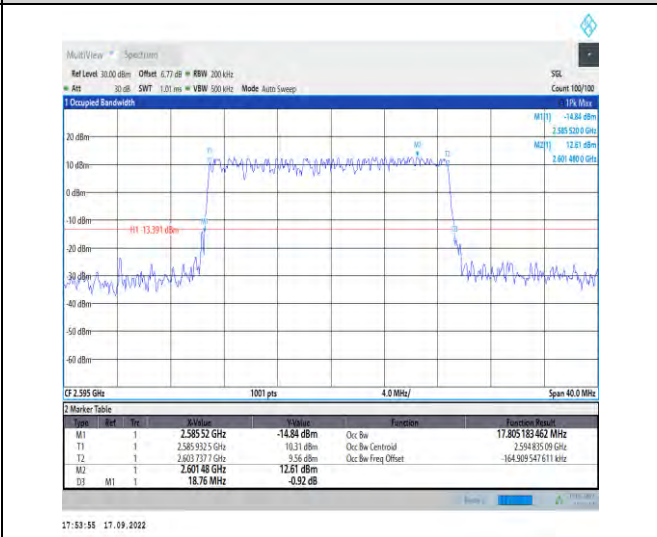 MultiView Spectrum
Ref Level 30.00 dBm Offset 6.77 dB RBW 200 kHz SGL
Att 30 dB SWT 1.01 ms VBW 500 kHz Mode Auto Sweep Count 100/100
1 Occupied Bandwidth 1Pk Max
M1[1] -14.84 dBm
2.585 520 0 GHz
20 dBm M2[1] 12.61 dBm
2.601 480 0 GHz
T1 M2 T2
10 dBm
0 dBm
-10 dBm
H1 13.391 dBm
-20 dBm
-30 dBm
-40 dBm
-50 dBm
-60 dBm
CF 2.595 GHz 1001 pts 4.0 MHz/ Span 40.0 MHz
2 Marker Table
Type Ref Trc X-Value Y-Value Function Function Result
M1 1 2.585 52 GHz -14.84 dBm Occ Bw 17.805 183 462 MHz
T1 1 2.585 932 5 GHz 10.31 dBm Occ Bw Centroid 2.594 835 09 GHz
T2 1 2.603 737 7 GHz 9.56 dBm Occ Bw Freq Offset -164.909 547 611 kHz
M2 1 2.601 48 GHz 12.61 dBm
D3 M1 1 18.76 MHz -0.92 dB
17:53:55 17.09.2022